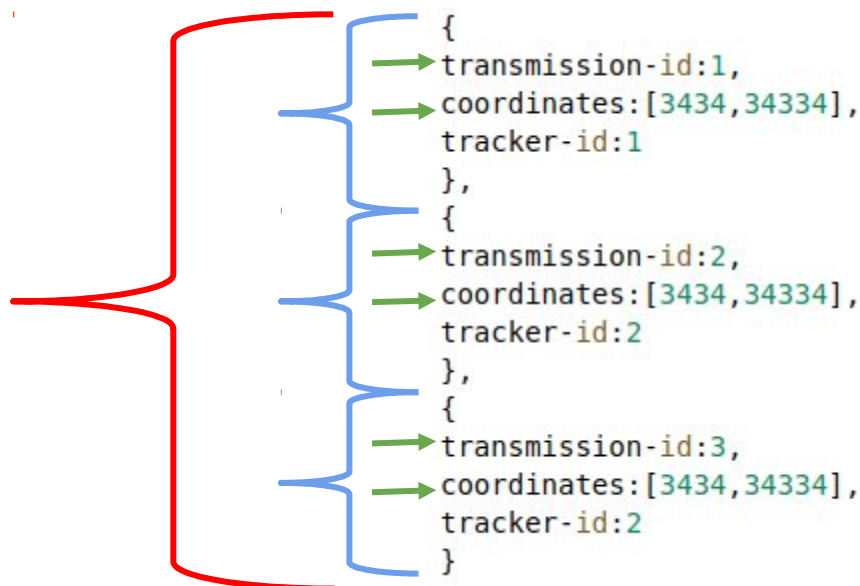 {
transmission-id:1,
coordinates:[3434,34334],
tracker-id:1
},
{
transmission-id:2,
coordinates:[3434,34334],
tracker-id:2
},
{
transmission-id:3,
coordinates:[3434,34334],
tracker-id:2
}